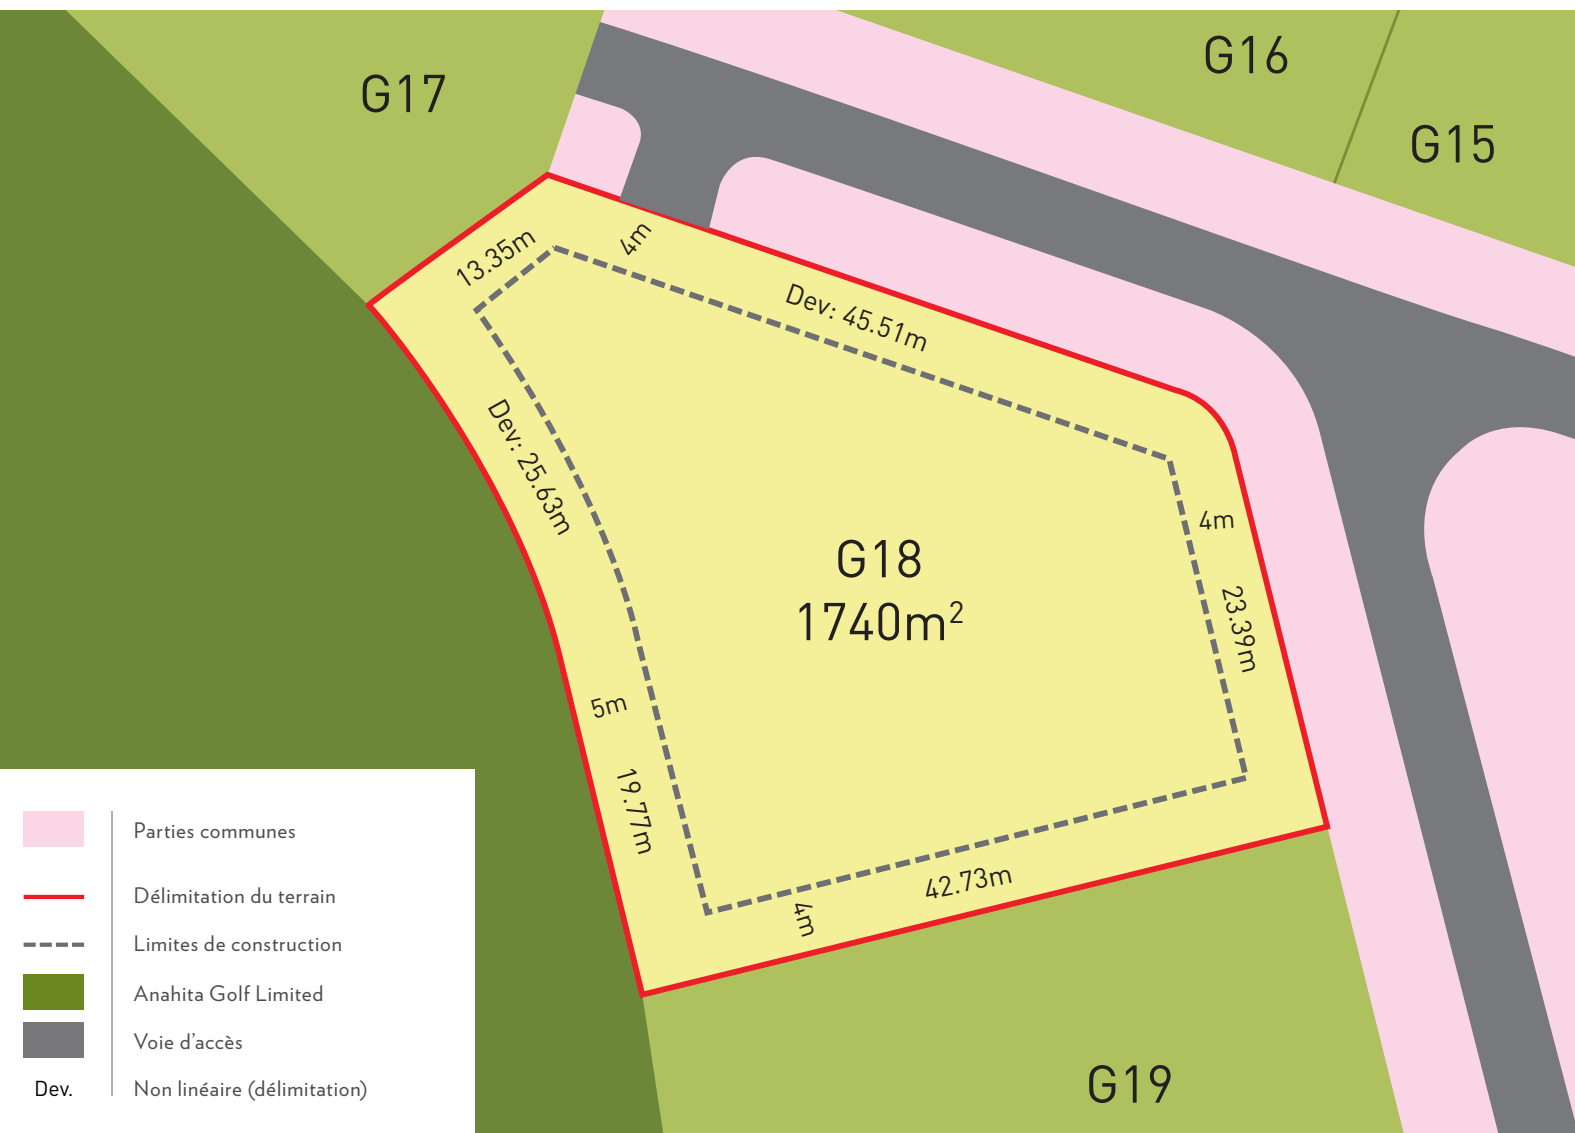 G17
G16
G15
13.35m
4m
Dev: 45.51m
Dev: 25.63m
4m
G18
1740m²
23.39m
5m
19.77m
42.73m
4m
G19
Parties communes
Délimitation du terrain
Limites de construction
Anahita Golf Limited
Voie d’accès
Dev. Non linéaire (délimitation)